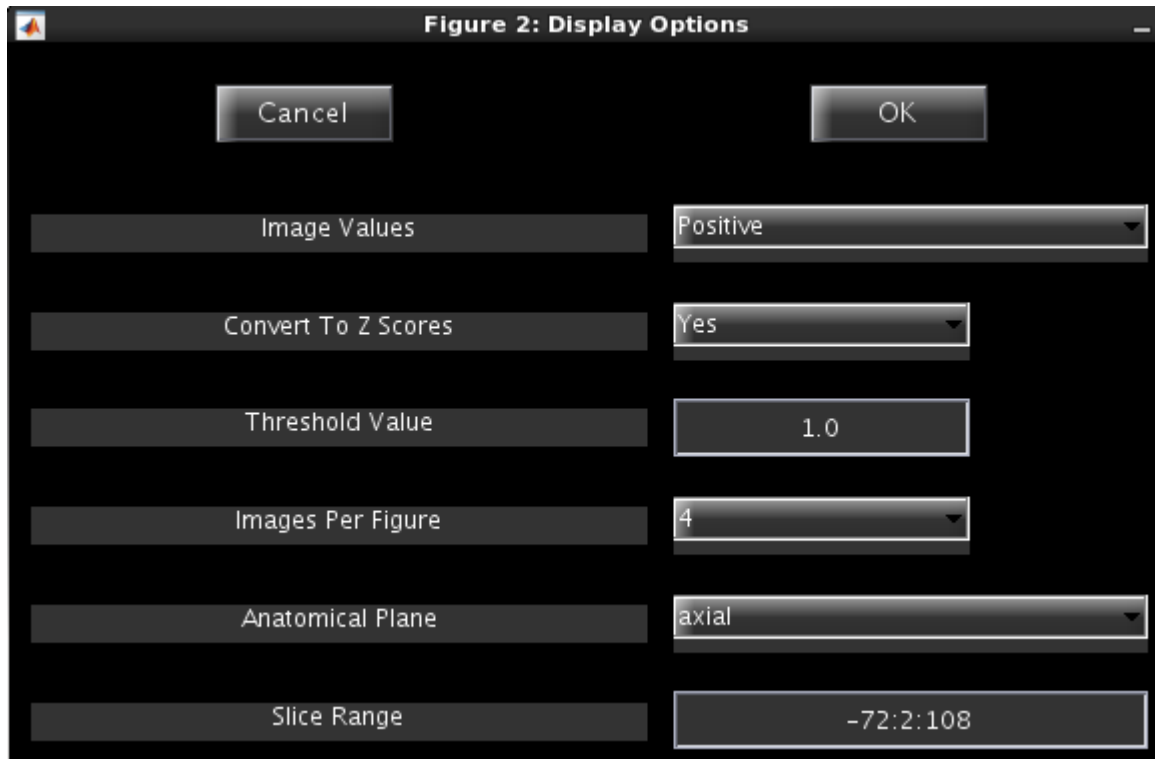 Figure 2: Display Options
Cancel OK
Image Values Positive
Convert To Z Scores Yes
Threshold Value 1.0
Images Per Figure 4
Anatomical Plane axial
Slice Range -72:2:108